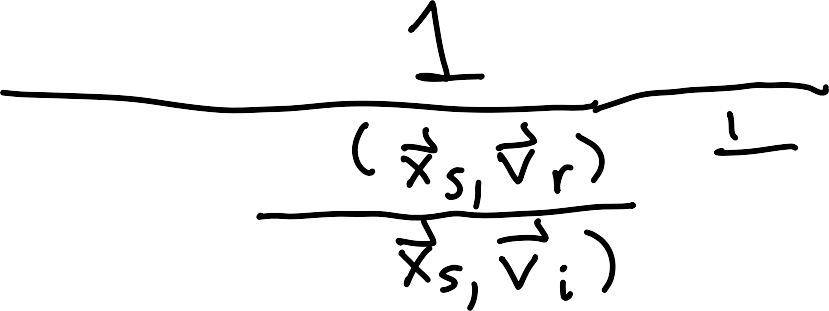 1
(x⃗s, v⃗r)
1
x⃗s, v⃗i)